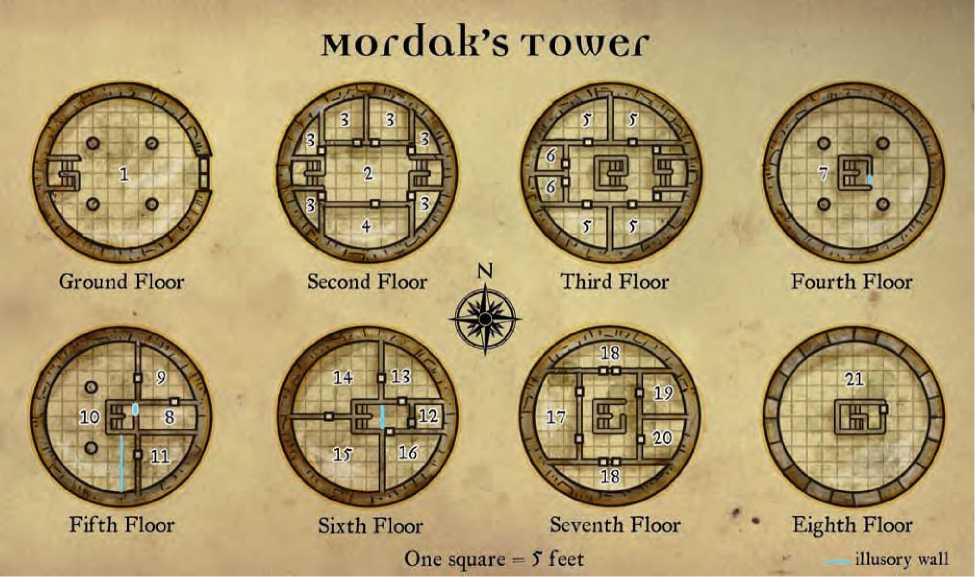 Mordak's Tower
3 3
3 3
1
2
3 3
4
5 5
6
6
5 5
7
Ground Floor
Second Floor
Third Floor
Fourth Floor
N
9
10
8
11
14 13
12
15 16
18
17
19
20
18
21
Fifth Floor
Sixth Floor
Seventh Floor
Eighth Floor
One square = 5 feet
illusory wall